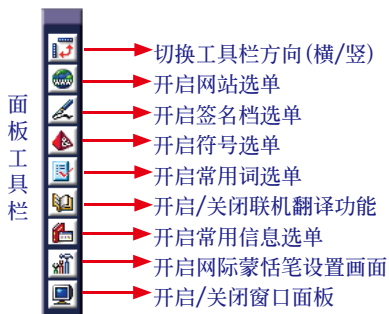 面板工具栏
切换工具栏方向(横/竖)
开启网站选单
开启签名档选单
开启符号选单
开启常用词选单
开启/关闭联机翻译功能
开启常用信息选单
开启网际蒙恬笔设置画面
开启/关闭窗口面板